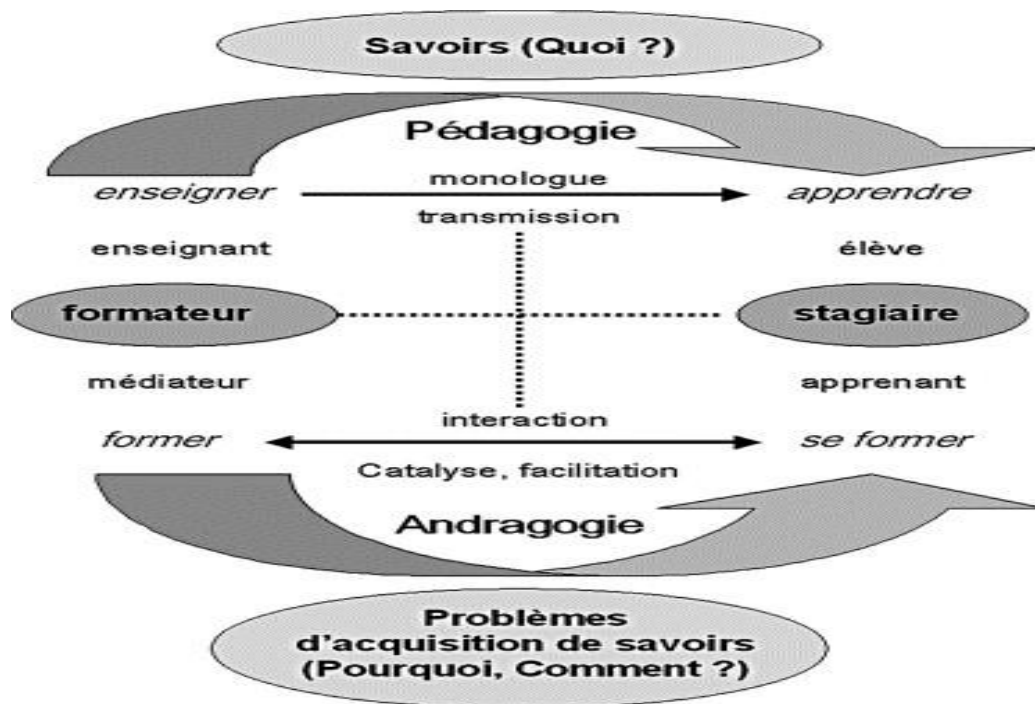 Savoirs (Quoi ?)
Pédagogie
enseigner
monologue
apprendre
transmission
enseignant
élève
formateur
stagiaire
médiateur
apprenant
interaction
former
se former
Catalyse, facilitation
Andragogie
Problèmes
d'acquisition de savoirs
(Pourquoi, Comment ?)